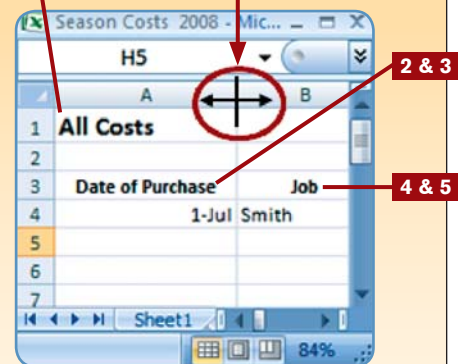 Season Costs 2008 - Mic...
H5
2 & 3
A B
1 All Costs
2
3 Date of Purchase Job
4 & 5
4 1-Jul Smith
5
6
7
Sheet1
84%